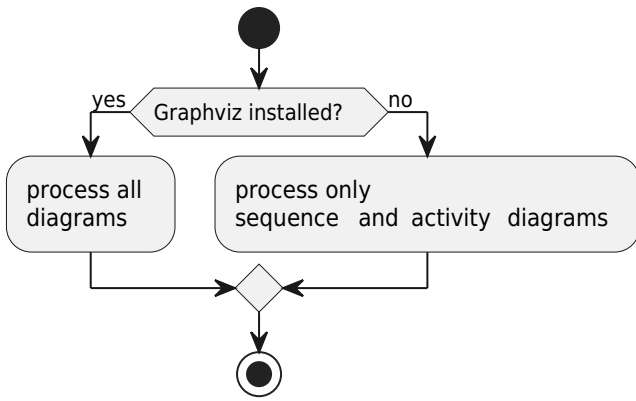 Graphviz installed?
yes
no
process all
diagrams
process only
sequence and activity diagrams